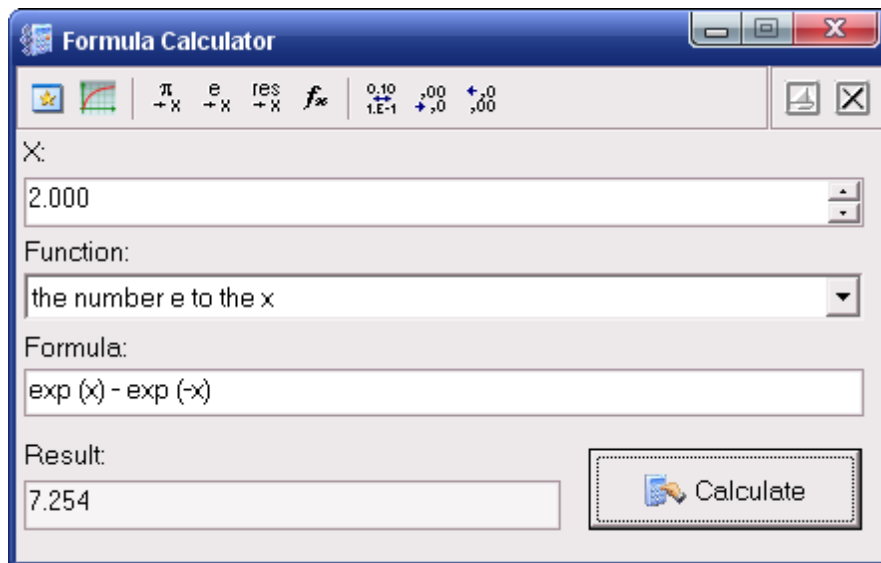 Formula Calculator
π
→x
e
→x
res
→x
fx
0,10
1.E-1
,00
→,0
←,0
,00
X:
2.000
Function:
the number e to the x
Formula:
exp (x) - exp (-x)
Result:
7.254
Calculate